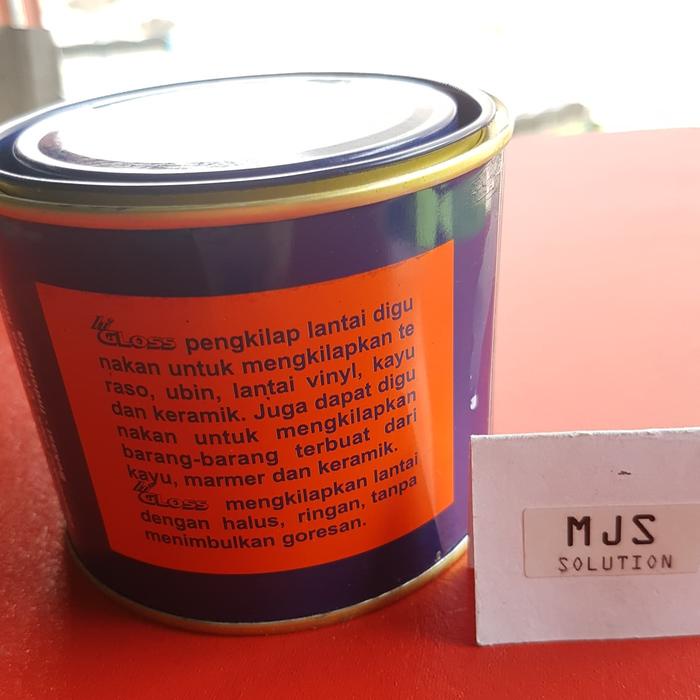 hi GLOSS pengkilap lantai digu
nakan untuk mengkilapkan te
raso, ubin, lantai vinyl, kayu
dan keramik. Juga dapat digu
nakan untuk mengkilapkan
barang-barang terbuat dari
kayu, marmer dan keramik.
hi GLOSS mengkilapkan lantai
dengan halus, ringan, tanpa
menimbulkan goresan.
MJS
SOLUTION